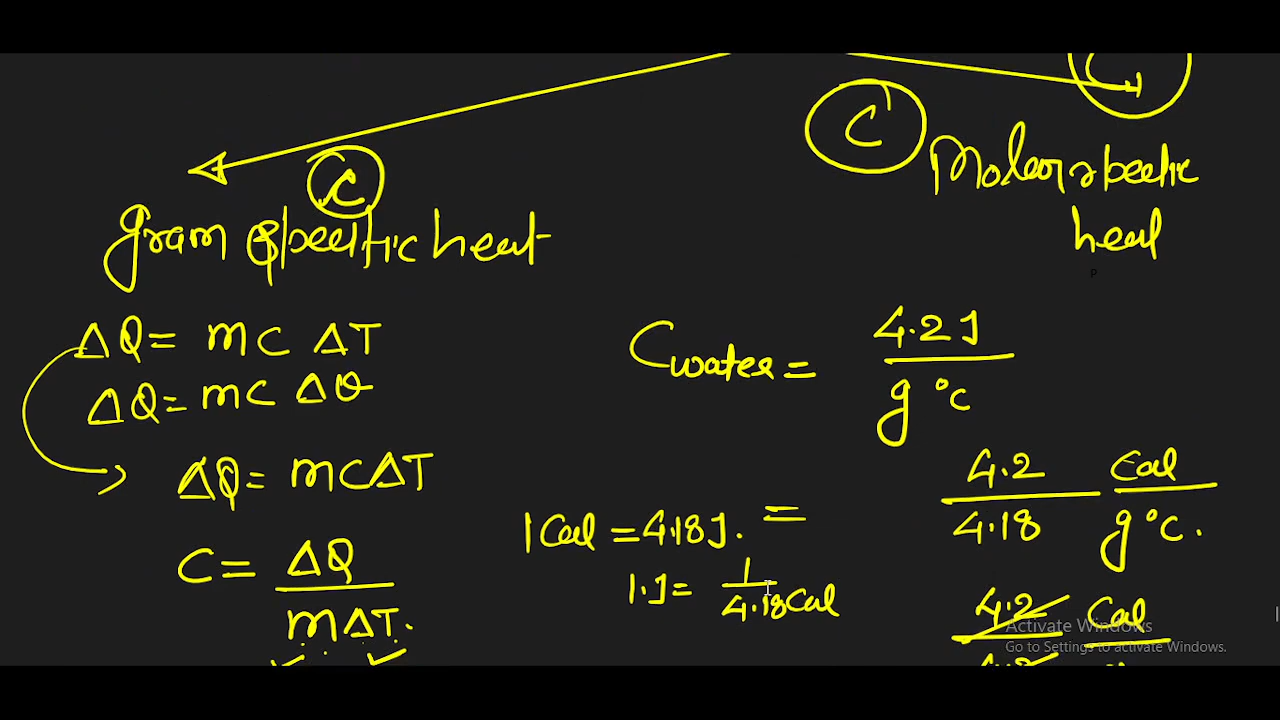 C
C
Molar specific
heat
gram specific heat
ΔQ = mc ΔT
ΔQ = mc Δθ
ΔQ = mcΔT
C = ΔQ
mΔT.
Cwater = 4.2J
g °c
1 Cal = 4.18J. =
1.J = 1
4.18 Cal
4.2 Cal
4.18 g °c.
4.2 Cal
Activate Windows
Go to Settings to activate Windows.